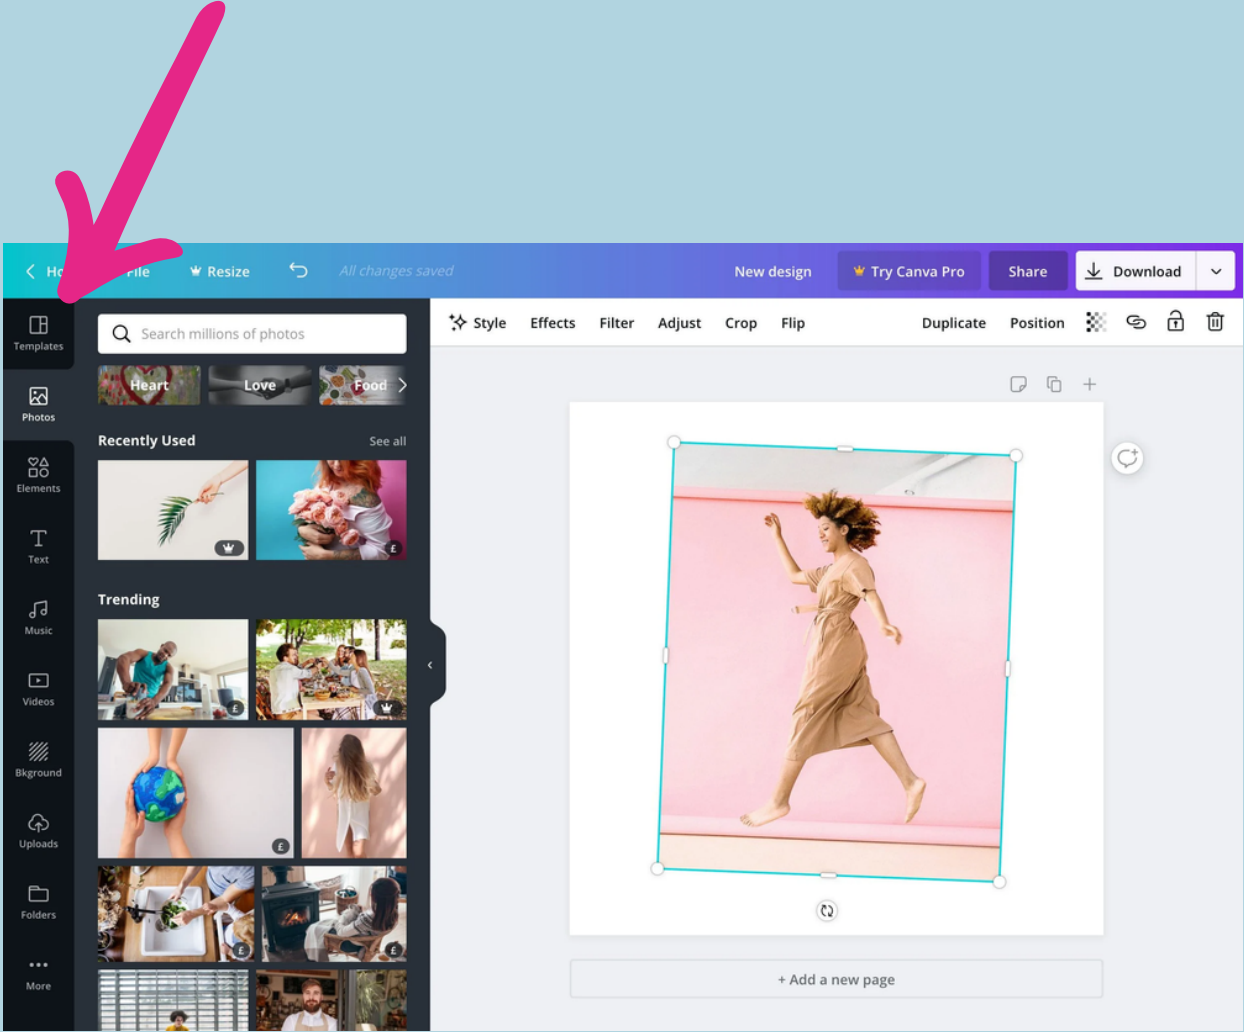 File
Resize
All changes saved
New design
Try Canva Pro
Share
Download
Templates
Photos
Elements
Text
Music
Videos
Bkground
Uploads
Folders
More
Search millions of photos
Heart
Love
Food
Recently Used
See all
£
Trending
£
£
£
£
Style
Effects
Filter
Adjust
Crop
Flip
Duplicate
Position
+ Add a new page